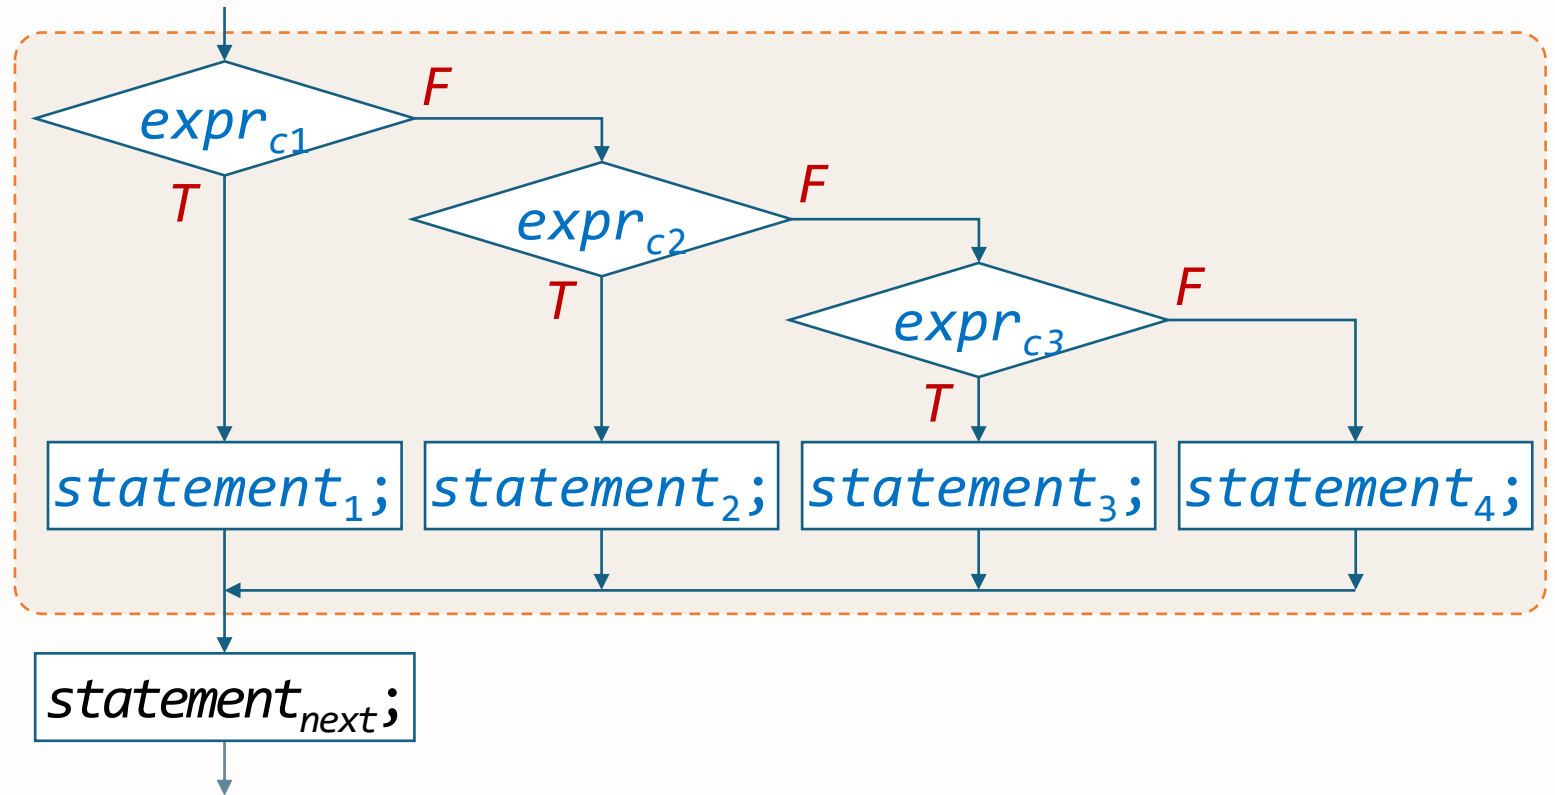 F
expr_c1
F
T
expr_c2
F
T
expr_c3
T
statement_1;
statement_2;
statement_3;
statement_4;
statement_next;